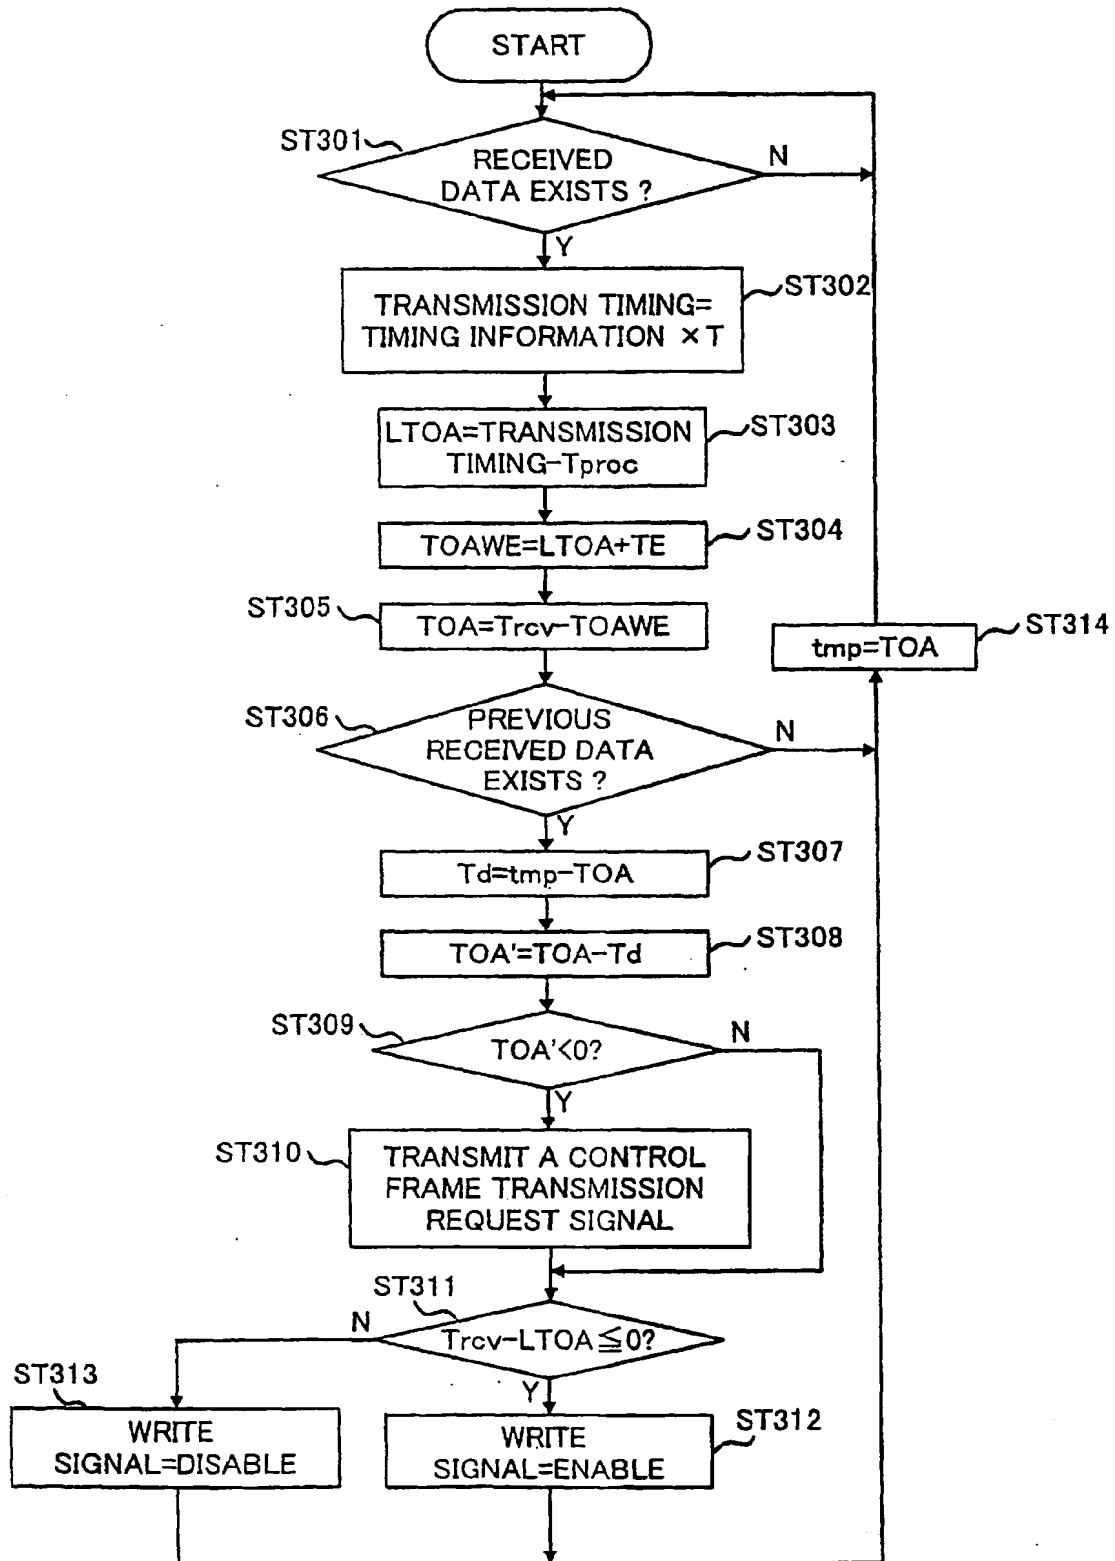 START
ST301
RECEIVED
DATA EXISTS ?
N
Y
TRANSMISSION TIMING=
TIMING INFORMATION ×T
ST302
LTOA=TRANSMISSION
TIMING-Tproc
ST303
TOAWE=LTOA+TE
ST304
ST305
TOA=Trcv-TOAWE
tmp=TOA
ST314
ST306
PREVIOUS
RECEIVED DATA
EXISTS ?
N
Y
Td=tmp-TOA
ST307
TOA'=TOA-Td
ST308
ST309
TOA'<0?
N
Y
ST310
TRANSMIT A CONTROL
FRAME TRANSMISSION
REQUEST SIGNAL
ST311
N
Trcv-LTOA≦0?
Y
ST313
WRITE
SIGNAL=DISABLE
WRITE
SIGNAL=ENABLE
ST312